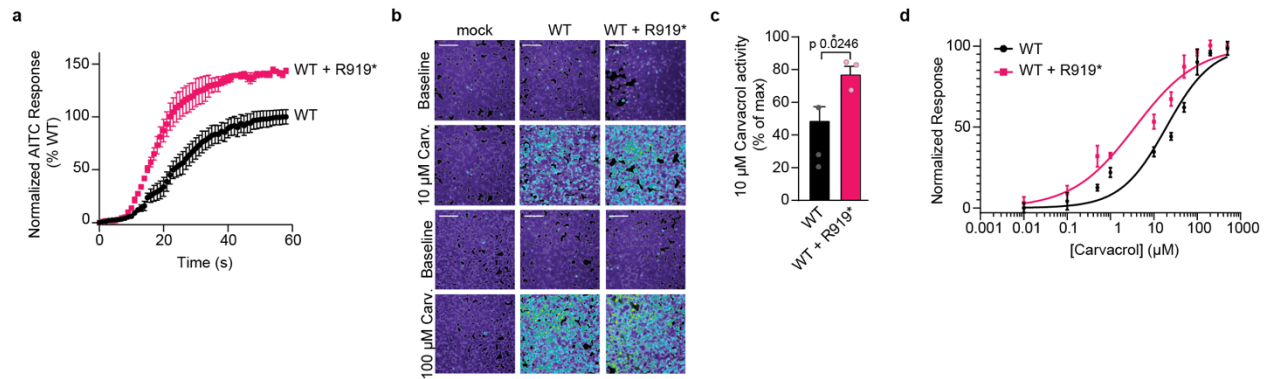 a
Normalized AITC Response
(% WT)
150
100
50
0
0
20
40
60
Time (s)
WT + R919*
WT
b
mock
WT
WT + R919*
Baseline
10 µM Carv.
Baseline
100 µM Carv.
c
10 µM Carvacrol activity
(% of max)
100
80
60
40
20
0
*
p 0.0246
WT
WT + R919*
d
Normalized Response
100
50
0
WT
WT + R919*
0.001
0.01
0.1
1
10
100
1000
[Carvacrol] (µM)